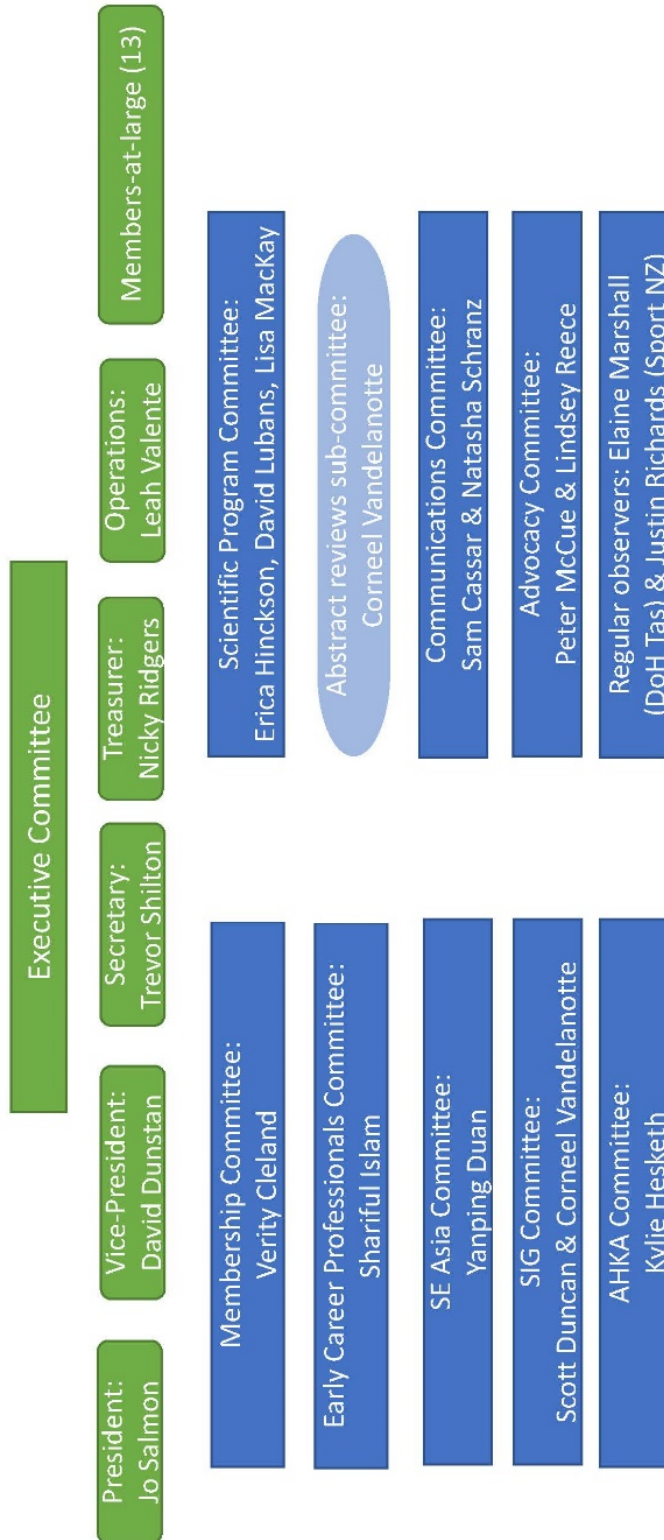 Executive Committee
President:
Jo Salmon
Vice-President:
David Dunstan
Secretary:
Trevor Shilton
Treasurer:
Nicky Ridgers
Operations:
Leah Valente
Members-at-large (13)
Membership Committee:
Verity Cleland
Early Career Professionals Committee:
Shariful Islam
SE Asia Committee:
Yanping Duan
SIG Committee:
Scott Duncan & Corneel Vandelanotte
AHKA Committee:
Kylie Hesketh
Scientific Program Committee:
Erica Hinckson, David Lubans, Lisa MacKay
Abstract reviews sub-committee:
Corneel Vandelanotte
Communications Committee:
Sam Cassar & Natasha Schranz
Advocacy Committee:
Peter McCue & Lindsey Reece
Regular observers: Elaine Marshall
(DoH Tas) & Justin Richards (Sport NZ)